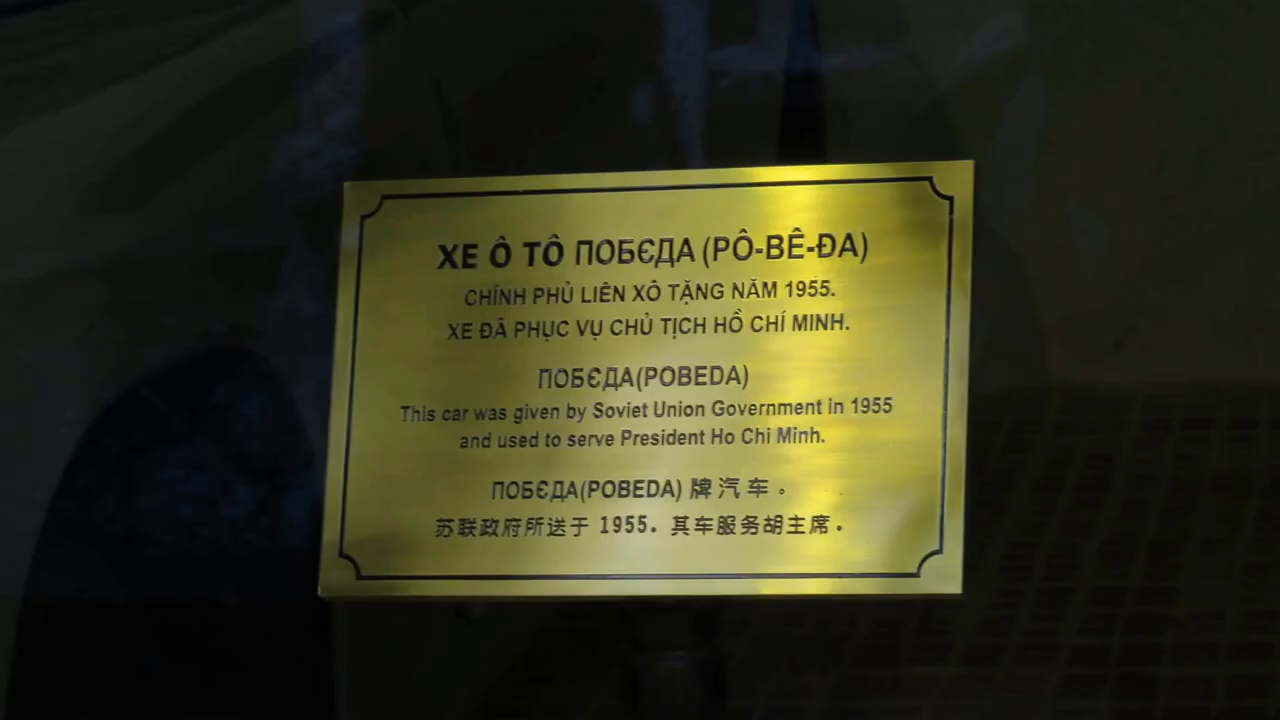 XE Ô TÔ ПОБЄДА (PÔ-BÊ-ĐA)
CHÍNH PHỦ LIÊN XÔ TẶNG NĂM 1955.
XE ĐÃ PHỤC VỤ CHỦ TỊCH HỒ CHÍ MINH.
ПОБЄДА(POBEDA)
This car was given by Soviet Union Government in 1955
and used to serve President Ho Chi Minh.
ПОБЄДА(POBEDA) 牌汽车。
苏联政府所送于 1955. 其车服务胡主席.